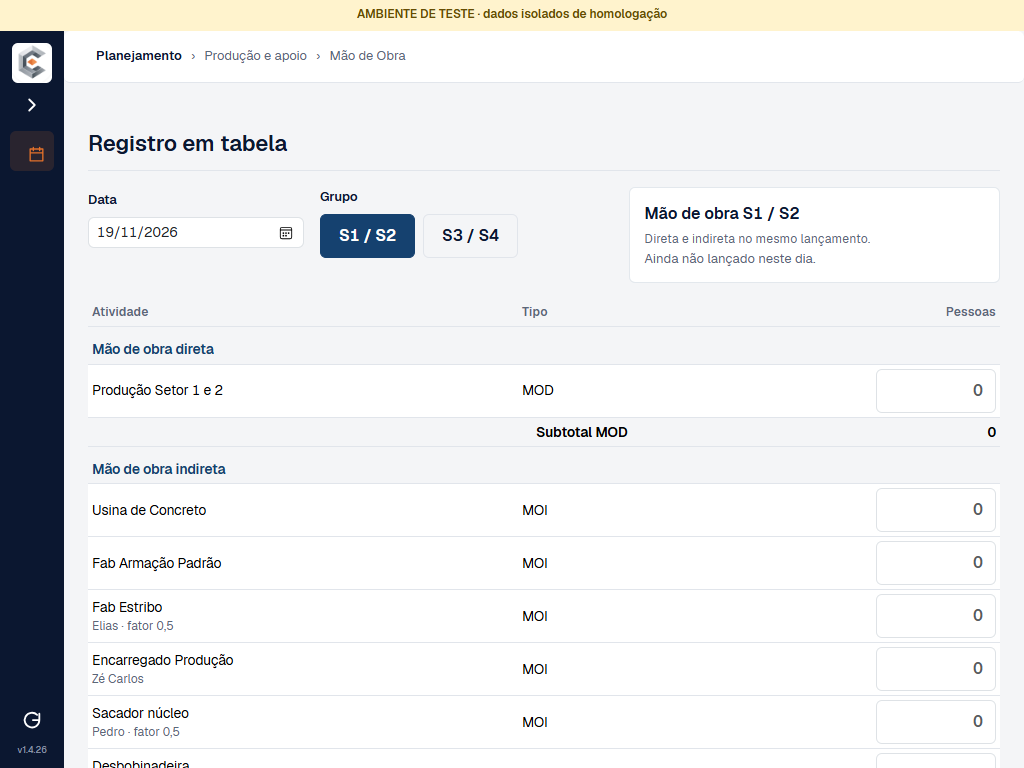 AMBIENTE DE TESTE · dados isolados de homologação
Planejamento › Produção e apoio › Mão de Obra
Registro em tabela
Data
19/11/2026
Grupo
S1 / S2
S3 / S4
Mão de obra S1 / S2
Direta e indireta no mesmo lançamento.
Ainda não lançado neste dia.
Atividade Tipo Pessoas
Mão de obra direta
Produção Setor 1 e 2 MOD 0
Subtotal MOD 0
Mão de obra indireta
Usina de Concreto MOI 0
Fab Armação Padrão MOI 0
Fab Estribo MOI 0
Elias · fator 0,5
Encarregado Produção MOI 0
Zé Carlos
Sacador núcleo MOI 0
Pedro · fator 0,5
Desbobinadeira
v1.4.26